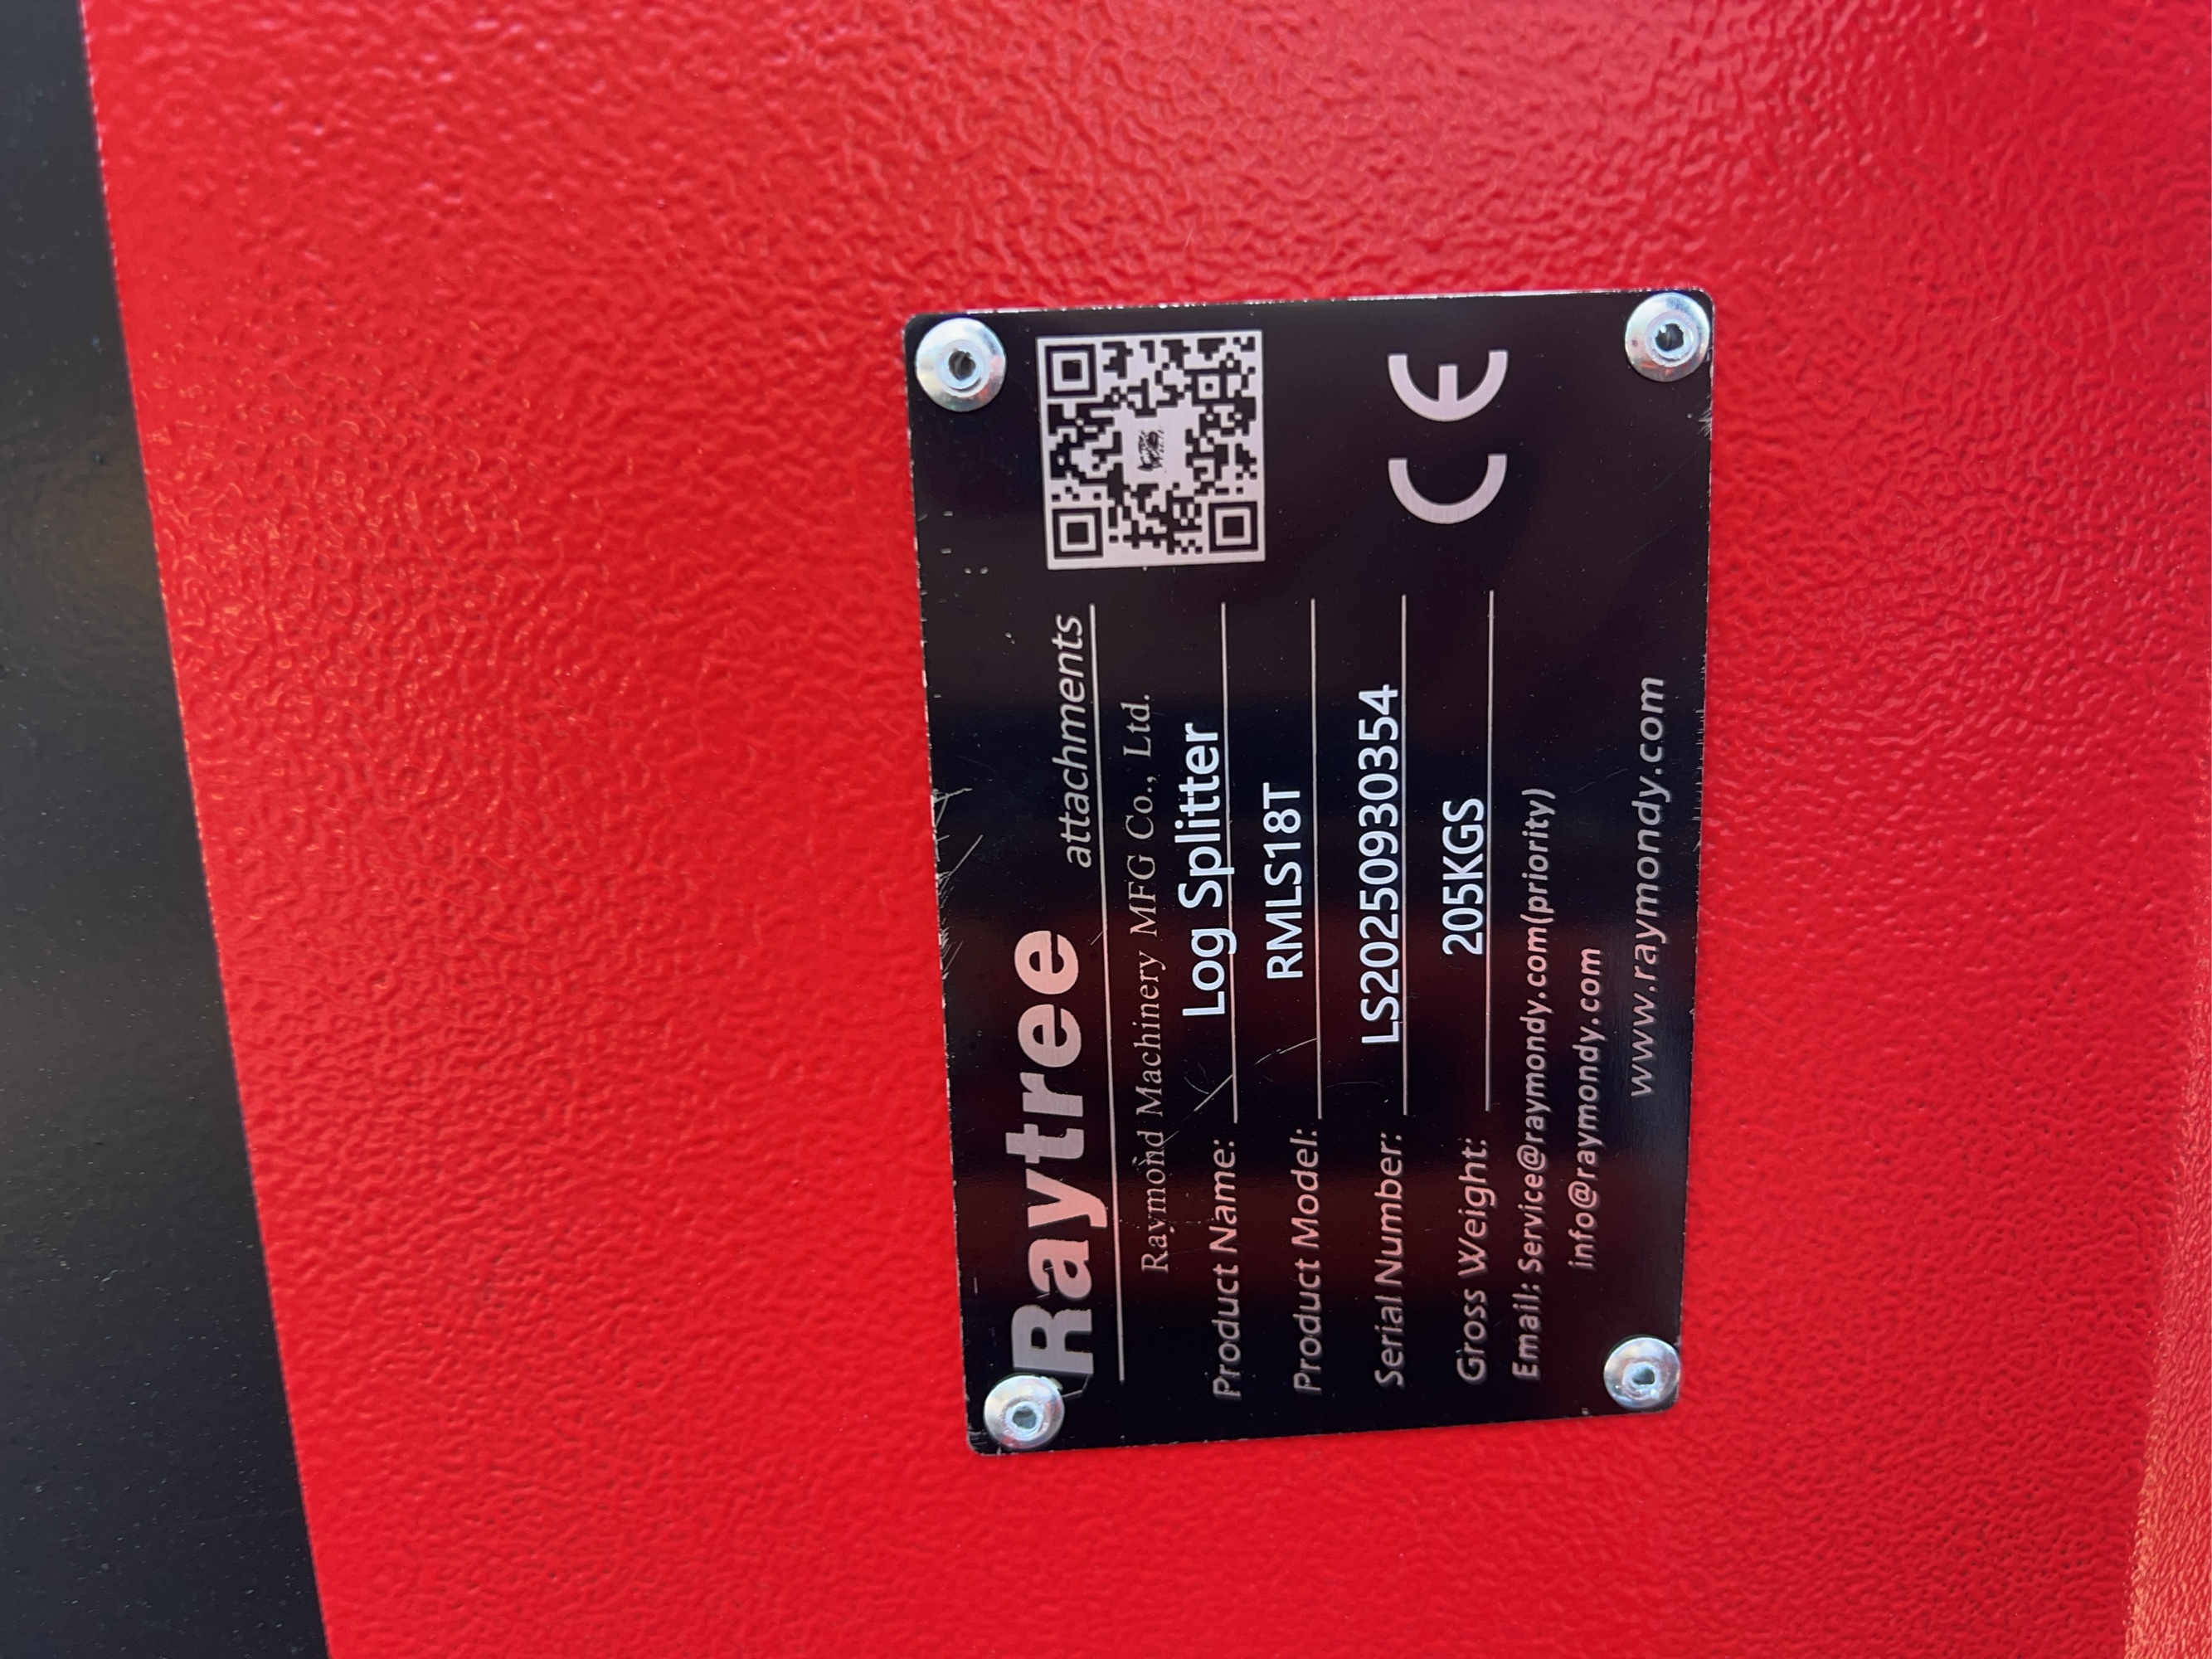 Raytree
attachments
Raymond Machinery MFG Co., Ltd.
Product Name: Log Splitter
Product Model: RMLS18T
Serial Number: LS20250930354
Gross Weight: 205KGS
Email: Service@raymondy.com(priority)
info@raymondy.com
www.raymondy.com
CE